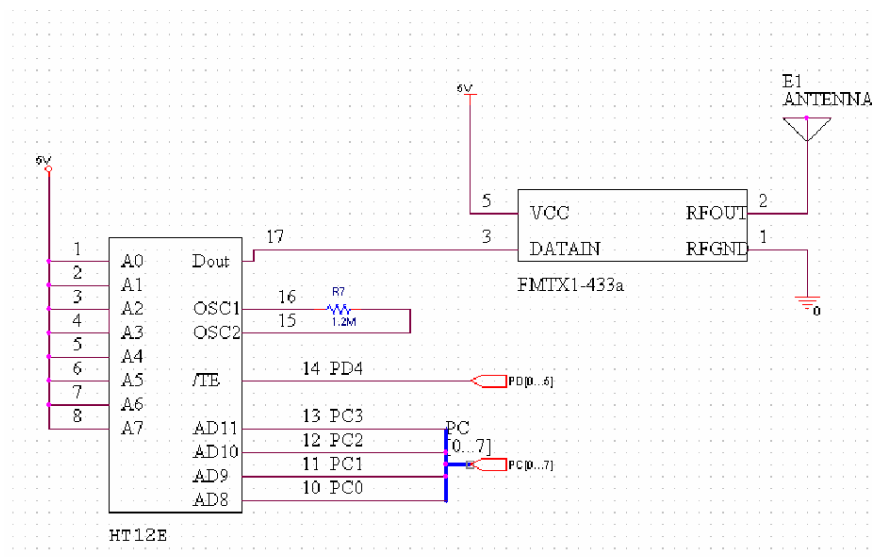 E1
ANTENNA
6V
5 VCC RFOUT 2
3 DATAIN RFGND 1
FMTX1-433a
0
6V
1 A0 Dout 17
2 A1
3 A2 OSC1 16 R7
4 A3 OSC2 15 1.2M
5 A4
6 A5 /TE 14 PD4 PD[0...6]
7 A6
8 A7 AD11 13 PC3 PC
AD10 12 PC2 [0...7]
AD9 11 PC1 PC[0...7]
AD8 10 PC0
HT12E